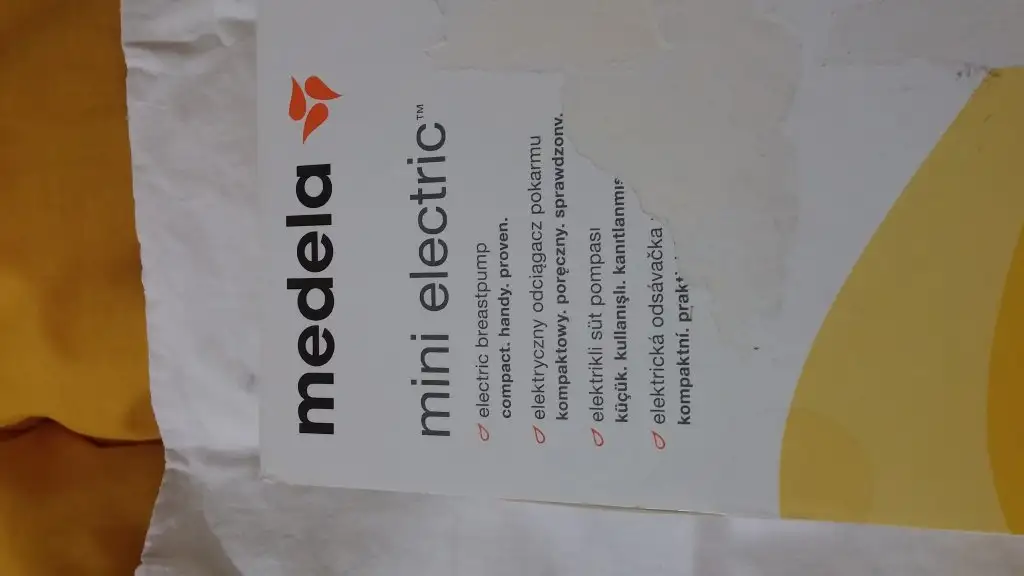 medela
mini electric™
electric breastpump
compact. handy. proven.
elektryczny odciągacz pokarmu
kompaktowy. poręczny. sprawdzony.
elektrikli süt pompası
küçük. kullanışlı. kanıtlanmış
elektrická odsávačka
kompaktní.